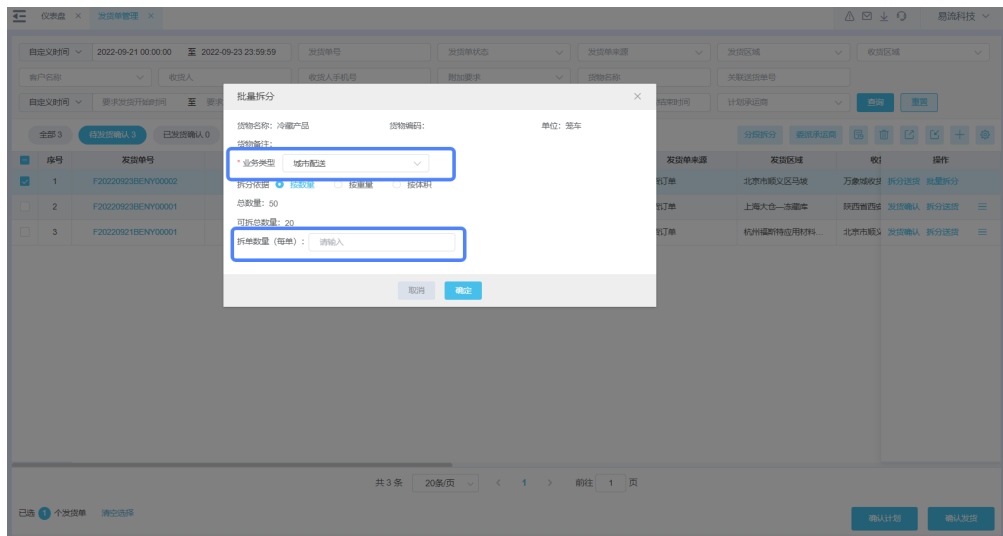 仪表盘 × 发货单管理 × 易流科技
自定义时间 2022-09-21 00:00:00 至 2022-09-23 23:59:59 发货单号 发货单状态 发货单来源 发货区域 收货区域
客户名称 收货人 收货人手机号 附加要求 货物名称 关联送货单号
自定义时间 要求发货开始时间 至 要求 结束时间 计划承运商 查询 重置
批量拆分 ×
全部 3 待发货确认 3 已发货确认 0 分段拆分
货物名称：冷藏产品 货物编码： 单位：笼车
货物备注：
序号 发货单号 发货单来源 发货区域 收 操作
* 业务类型 城市配送
1 F20220923BENY00002 订单 北京市顺义区马坡 万象城收货 拆分送货 批量拆分
拆分依据 按数量 按重量 按体积
总数量：50
2 F20220923BENY00001 订单 上海大仓—冻藏库 陕西省西 发货确认 拆分送货
可拆总数量：20
3 F20220921BENY00001 订单 杭州福斯特应用材料... 北京市顺义 发货确认 拆分送货
拆单数量（每单）： 请输入
取消 确定
共 3 条 20条/页 < 1 > 前往 1 页
已选 1 个发货单 清空选择 确认计划 确认发货